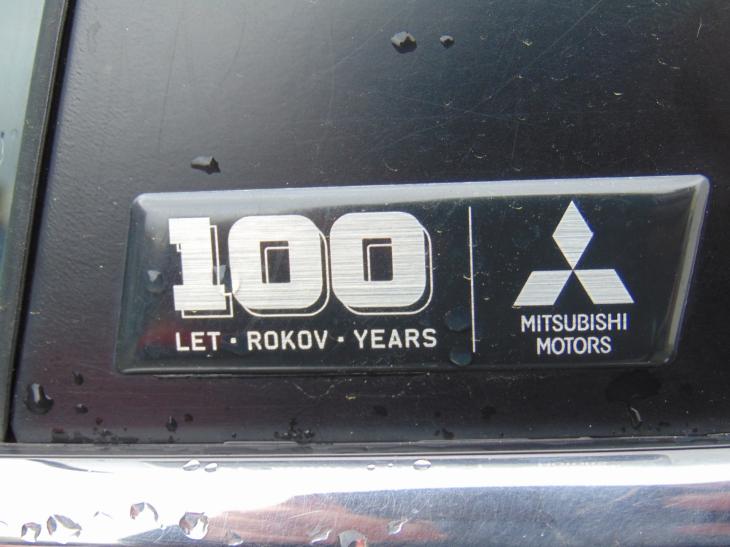 100
LET · ROKOV · YEARS
MITSUBISHI
MOTORS